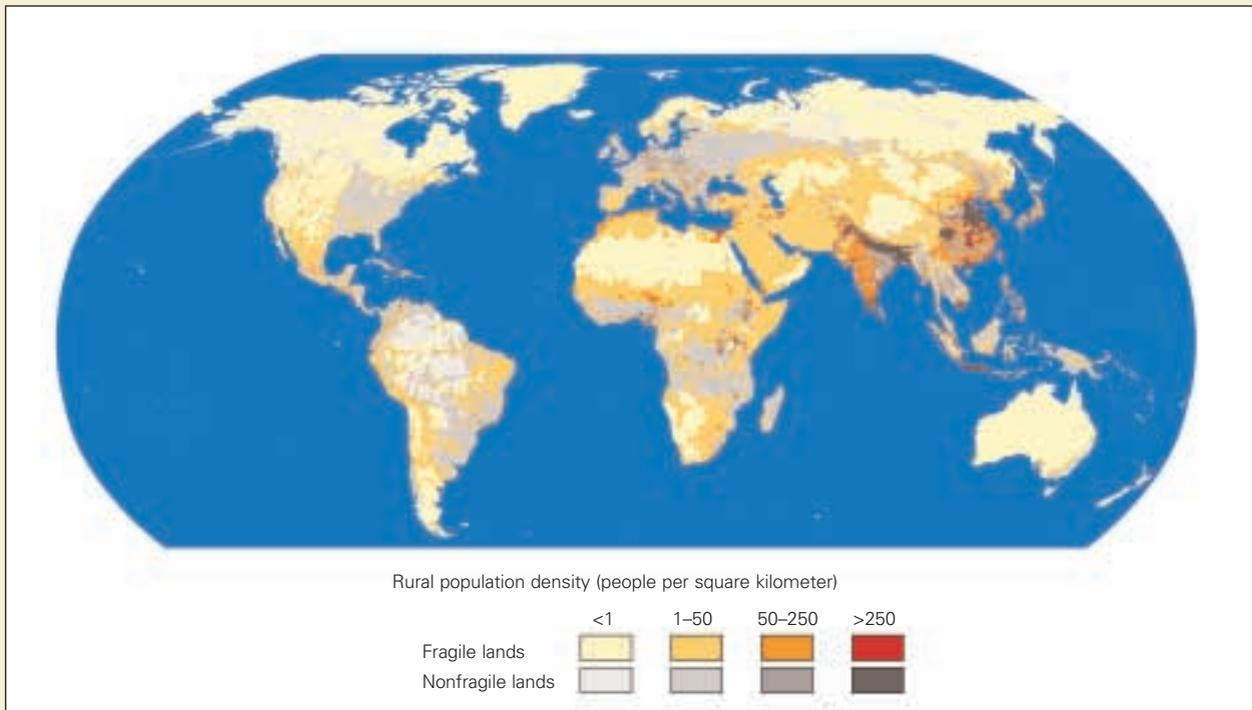 Rural population density (people per square kilometer)
<1 1–50 50–250 >250
Fragile lands
Nonfragile lands